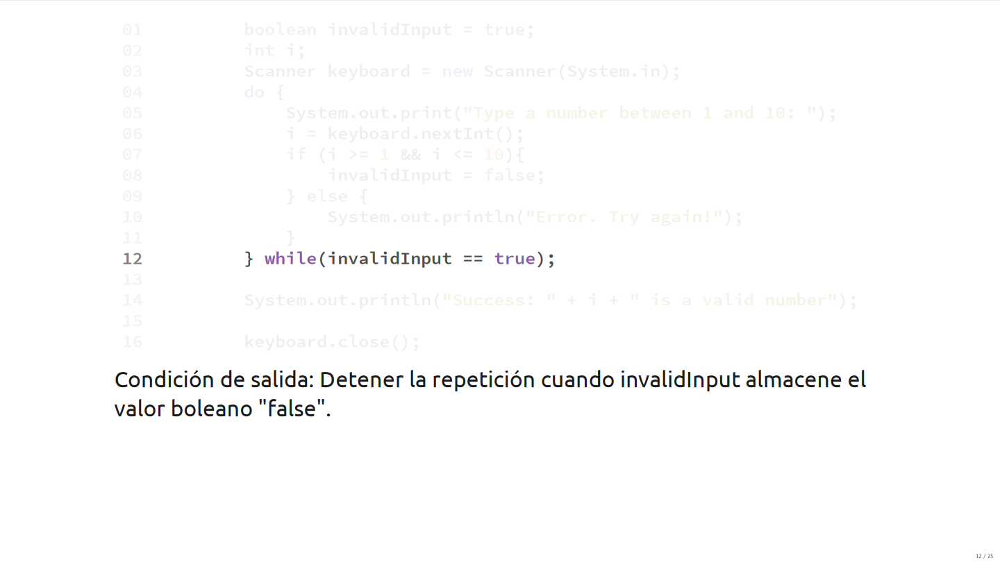 01 boolean invalidInput = true;
02 int i;
03 Scanner keyboard = new Scanner(System.in);
04 do {
05 System.out.print("Type a number between 1 and 10: ");
06 i = keyboard.nextInt();
07 if (i >= 1 && i <= 10){
08 invalidInput = false;
09 } else {
10 System.out.println("Error. Try again!");
11 }
12 } while(invalidInput == true);
13
14 System.out.println("Success: " + i + " is a valid number");
15
16 keyboard.close();
Condición de salida: Detener la repetición cuando invalidInput almacene el
valor boleano "false".
12 / 25